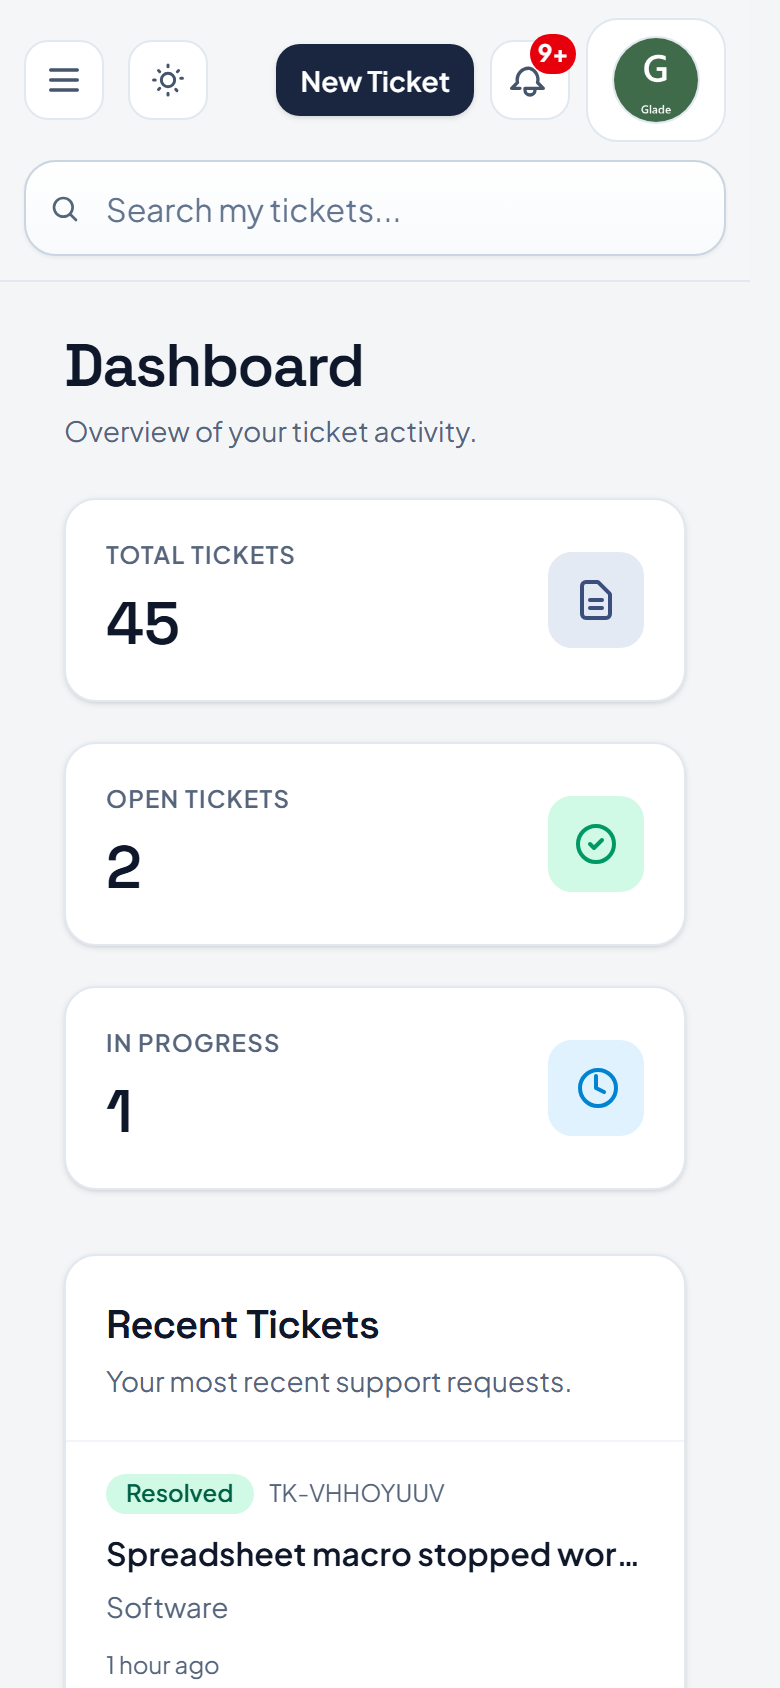 New Ticket
9+
G
Glade
Search my tickets...
Dashboard
Overview of your ticket activity.
TOTAL TICKETS
45
OPEN TICKETS
2
IN PROGRESS
1
Recent Tickets
Your most recent support requests.
Resolved TK-VHHOYUUV
Spreadsheet macro stopped wor...
Software
1 hour ago